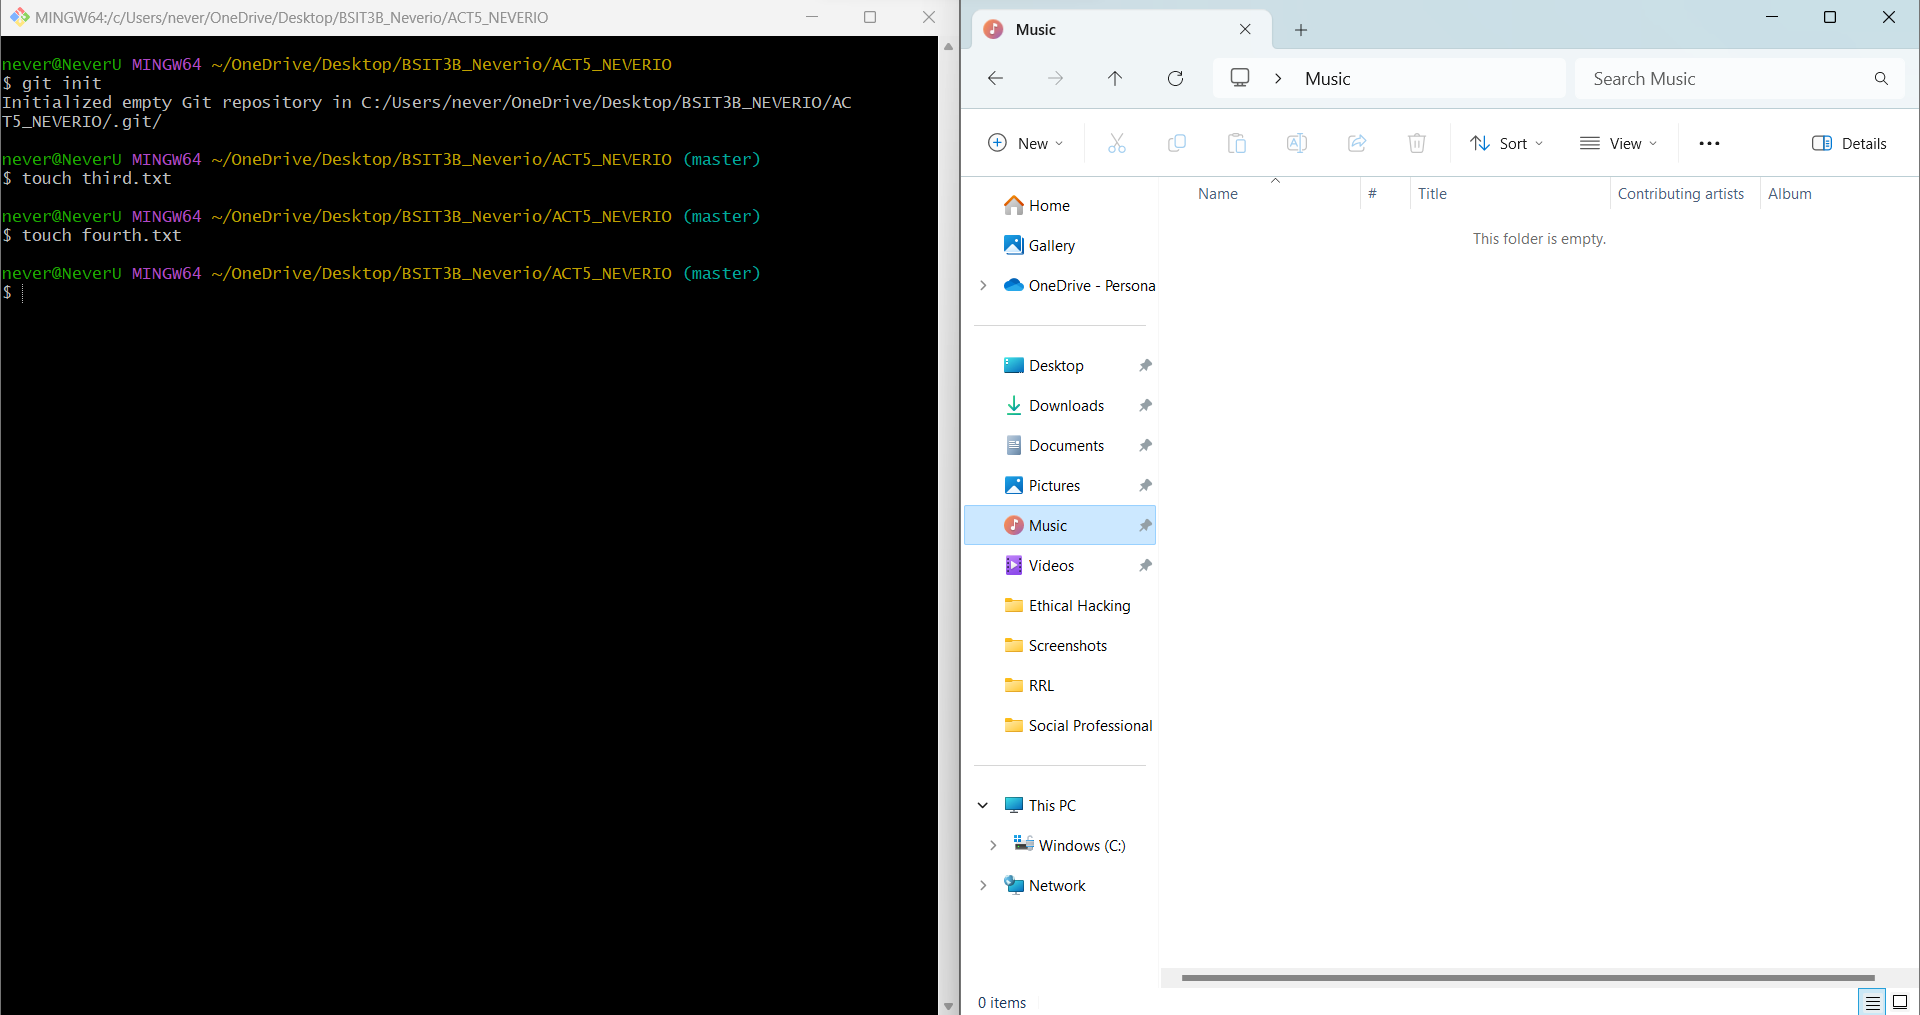 MINGW64:/c/Users/never/OneDrive/Desktop/BSIT3B_Neverio/ACT5_NEVERIO
never@NeverU MINGW64 ~/OneDrive/Desktop/BSIT3B_Neverio/ACT5_NEVERIO
$ git init
Initialized empty Git repository in C:/Users/never/OneDrive/Desktop/BSIT3B_NEVERIO/AC
T5_NEVERIO/.git/
never@NeverU MINGW64 ~/OneDrive/Desktop/BSIT3B_Neverio/ACT5_NEVERIO (master)
$ touch third.txt
never@NeverU MINGW64 ~/OneDrive/Desktop/BSIT3B_Neverio/ACT5_NEVERIO (master)
$ touch fourth.txt
never@NeverU MINGW64 ~/OneDrive/Desktop/BSIT3B_Neverio/ACT5_NEVERIO (master)
$
Music
Music
Search Music
New
Sort
View
Details
Name # Title Contributing artists Album
This folder is empty.
Home
Gallery
OneDrive - Persona
Desktop
Downloads
Documents
Pictures
Music
Videos
Ethical Hacking
Screenshots
RRL
Social Professional
This PC
Windows (C:)
Network
0 items